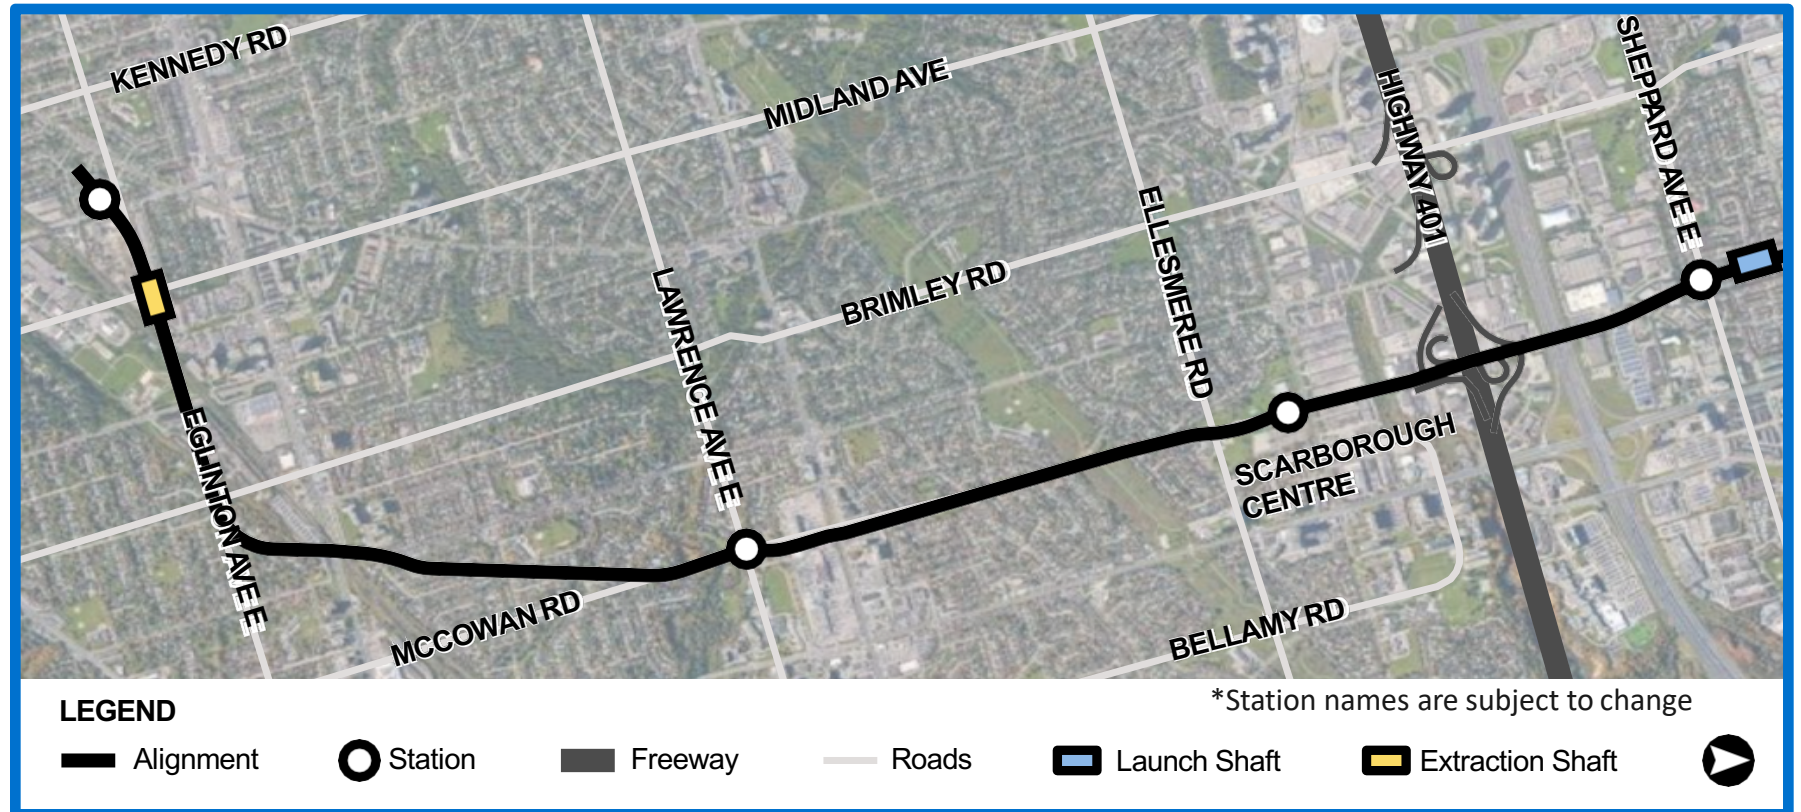 KENNEDY RD
MIDLAND AVE
HIGHWAY 401
SHEPPARD AVE E
ELLESMERE RD
LAWRENCE AVE E
BRIMLEY RD
EGLINTON AVE E
SCARBOROUGH
CENTRE
MCCOWAN RD
BELLAMY RD
*Station names are subject to change
LEGEND
Alignment
Station
Freeway
Roads
Launch Shaft
Extraction Shaft